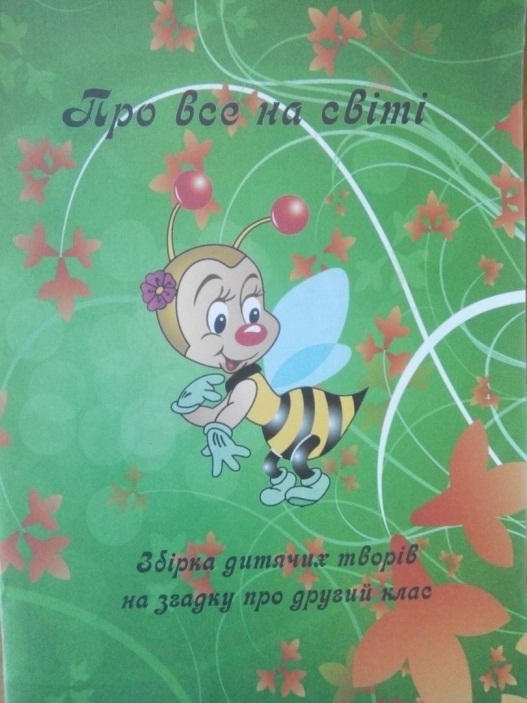 Про все на світі
Збірка дитячих творів
на згадку про другий клас